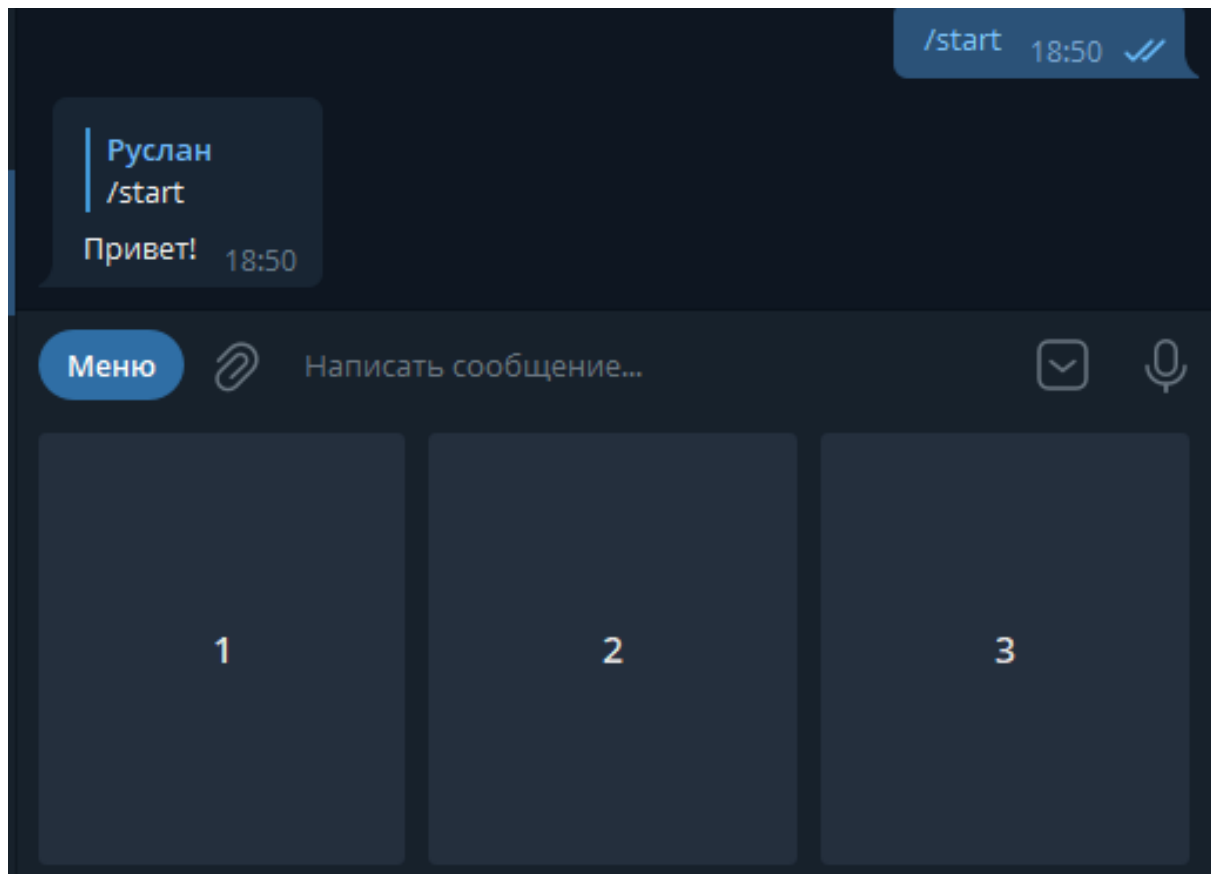 /start 18:50
Руслан
/start
Привет! 18:50
Меню Написать сообщение...
1 2 3